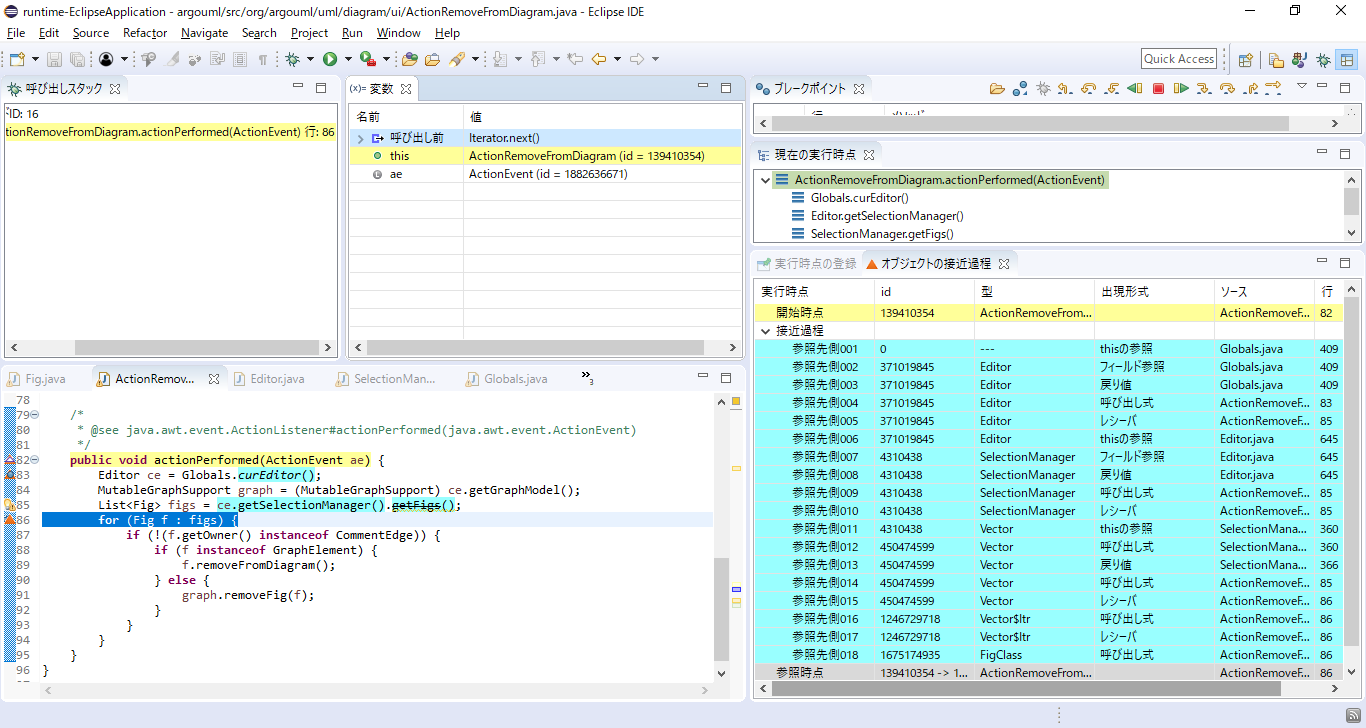 runtime-EclipseApplication - argouml/src/org/argouml/uml/diagram/ui/ActionRemoveFromDiagram.java - Eclipse IDE
File Edit Source Refactor Navigate Search Project Run Window Help
Quick Access
呼び出しスタック
ID: 16
tionRemoveFromDiagram.actionPerformed(ActionEvent) 行: 86
(x)= 変数
名前 値
呼び出し前 Iterator.next()
this ActionRemoveFromDiagram (id = 139410354)
ae ActionEvent (id = 1882636671)
ブレークポイント
現在の実行時点
ActionRemoveFromDiagram.actionPerformed(ActionEvent)
Globals.curEditor()
Editor.getSelectionManager()
SelectionManager.getFigs()
実行時点の登録 オブジェクトの接近過程
実行時点 id 型 出現形式 ソース 行
開始時点 139410354 ActionRemoveFrom... ActionRemoveF... 82
接近過程
参照先側001 0 --- thisの参照 Globals.java 409
参照先側002 371019845 Editor フィールド参照 Globals.java 409
参照先側003 371019845 Editor 戻り値 Globals.java 409
参照先側004 371019845 Editor 呼び出し式 ActionRemoveF... 83
参照先側005 371019845 Editor レシーバ ActionRemoveF... 85
参照先側006 371019845 Editor thisの参照 Editor.java 645
参照先側007 4310438 SelectionManager フィールド参照 Editor.java 645
参照先側008 4310438 SelectionManager 戻り値 Editor.java 645
参照先側009 4310438 SelectionManager 呼び出し式 ActionRemoveF... 85
参照先側010 4310438 SelectionManager レシーバ ActionRemoveF... 85
参照先側011 4310438 Vector thisの参照 SelectionMana... 360
参照先側012 450474599 Vector 呼び出し式 SelectionMana... 360
参照先側013 450474599 Vector 戻り値 SelectionMana... 366
参照先側014 450474599 Vector 呼び出し式 ActionRemoveF... 85
参照先側015 450474599 Vector レシーバ ActionRemoveF... 86
参照先側016 1246729718 Vector$Itr 呼び出し式 ActionRemoveF... 86
参照先側017 1246729718 Vector$Itr レシーバ ActionRemoveF... 86
参照先側018 1675174935 FigClass 呼び出し式 ActionRemoveF... 86
参照時点 139410354 -> 1... ActionRemoveFrom... ActionRemoveF... 86
Fig.java ActionRemov... Editor.java SelectionMan... Globals.java »3
78
79 /*
80 * @see java.awt.event.ActionListener#actionPerformed(java.awt.event.ActionEvent)
81 */
82 public void actionPerformed(ActionEvent ae) {
83 Editor ce = Globals.curEditor();
84 MutableGraphSupport graph = (MutableGraphSupport) ce.getGraphModel();
85 List<Fig> figs = ce.getSelectionManager().getFigs();
86 for (Fig f : figs) {
87 if (!(f.getOwner() instanceof CommentEdge)) {
88 if (f instanceof GraphElement) {
89 f.removeFromDiagram();
90 } else {
91 graph.removeFig(f);
92 }
93 }
94 }
95 }
96 }